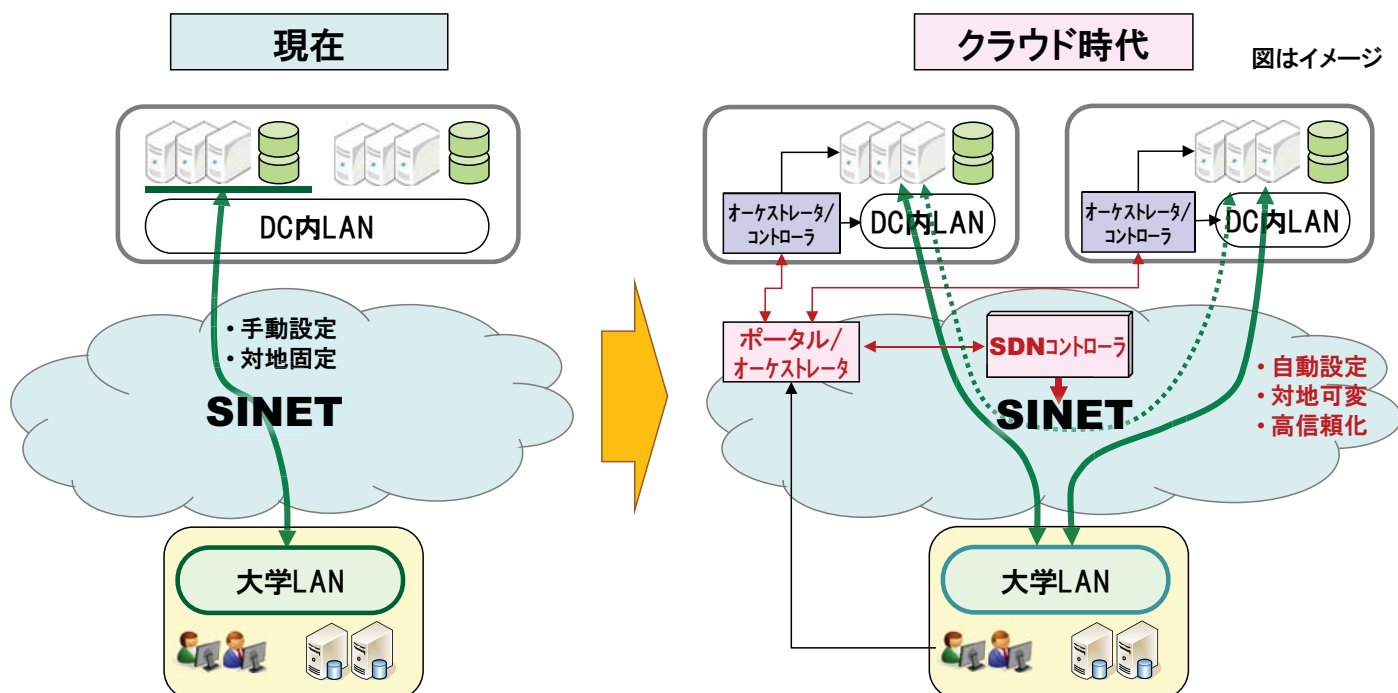 現在
DC内LAN
・手動設定
・対地固定
SINET
大学LAN
クラウド時代
図はイメージ
オーケストレータ/
コントローラ
DC内LAN
オーケストレータ/
コントローラ
DC内LAN
ポータル/
オーケストレータ
SDNコントローラ
SINET
・自動設定
・対地可変
・高信頼化
大学LAN